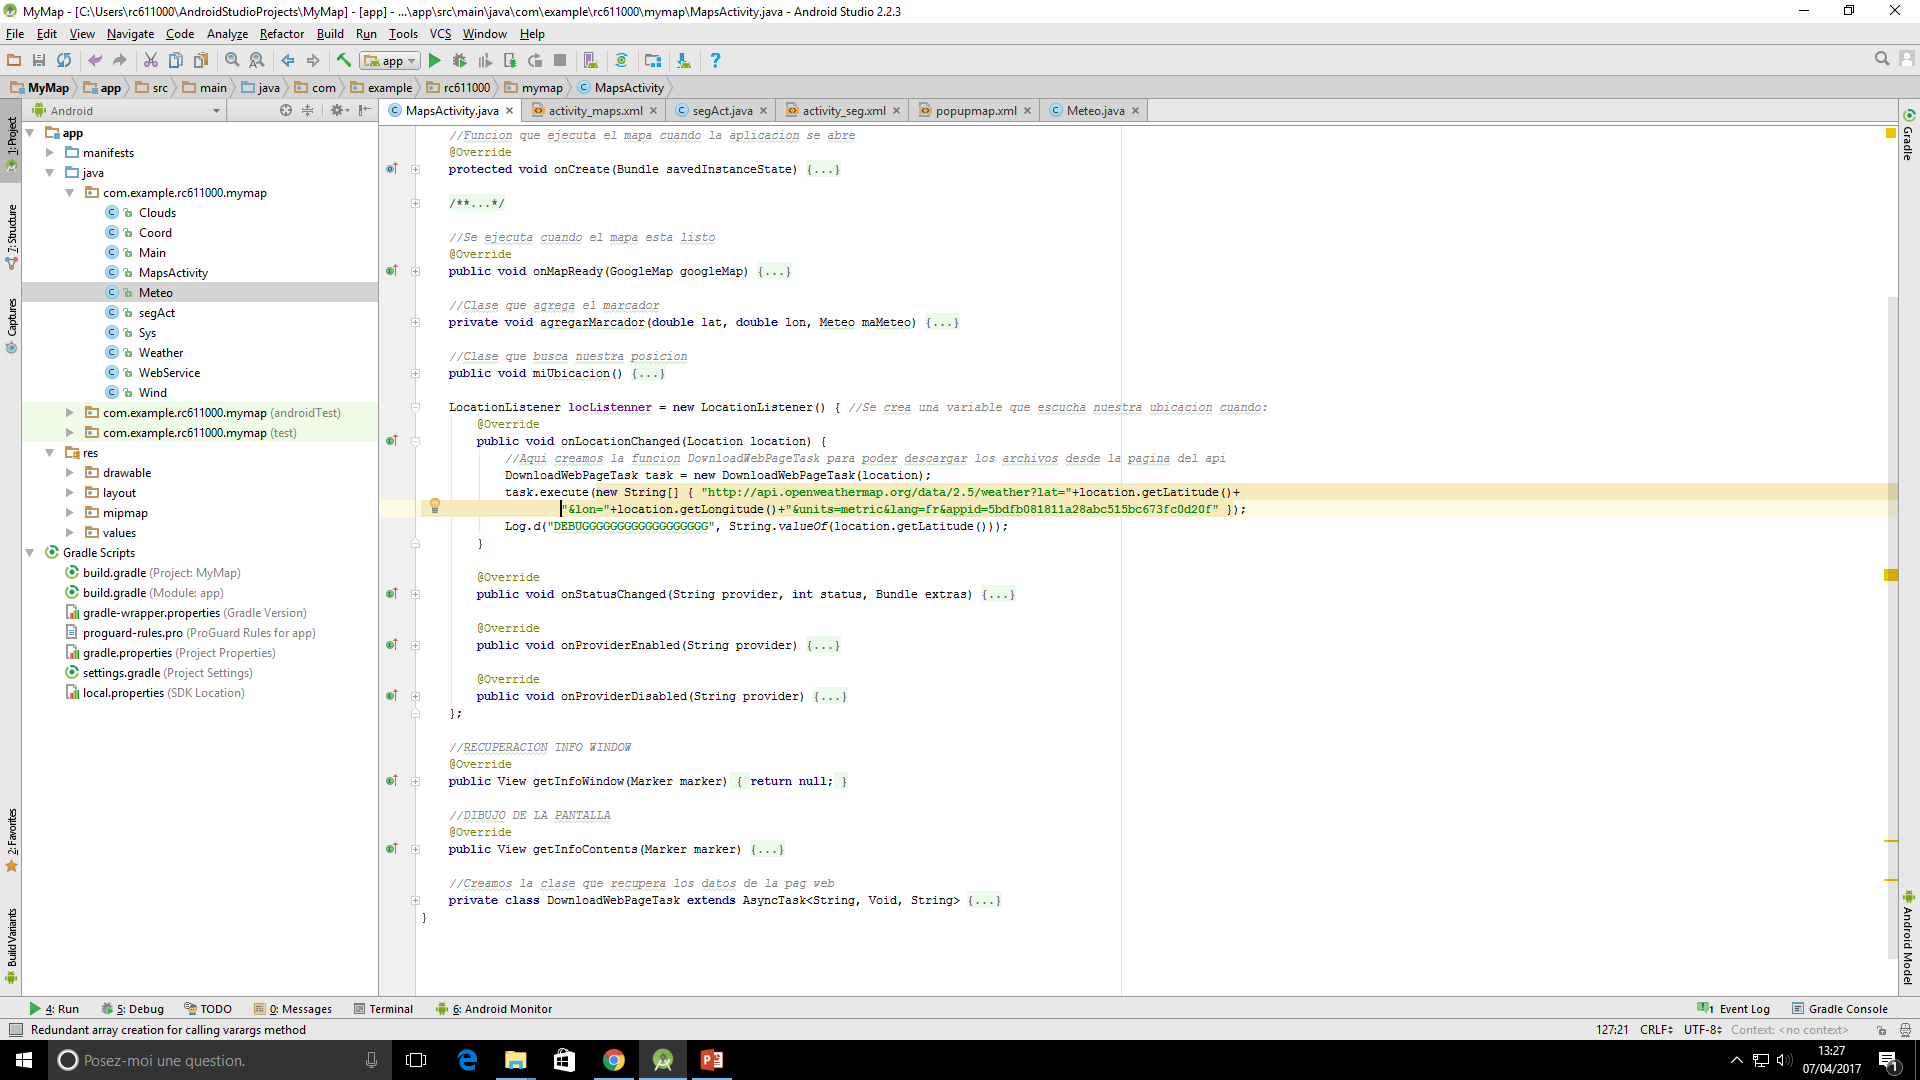 MyMap - [C:\Users\rc611000\AndroidStudioProjects\MyMap] - [app] - ...\app\src\main\java\com\example\rc611000\mymap\MapsActivity.java - Android Studio 2.2.3
File Edit View Navigate Code Analyze Refactor Build Run Tools VCS Window Help
app
MyMap app src main java com example rc611000 mymap MapsActivity
Android
MapsActivity.java activity_maps.xml segAct.java activity_seg.xml popupmap.xml Meteo.java
1: Project
7: Structure
Captures
2: Favorites
Build Variants
app
manifests
java
com.example.rc611000.mymap
Clouds
Coord
Main
MapsActivity
Meteo
segAct
Sys
Weather
WebService
Wind
com.example.rc611000.mymap (androidTest)
com.example.rc611000.mymap (test)
res
drawable
layout
mipmap
values
Gradle Scripts
build.gradle (Project: MyMap)
build.gradle (Module: app)
gradle-wrapper.properties (Gradle Version)
proguard-rules.pro (ProGuard Rules for app)
gradle.properties (Project Properties)
settings.gradle (Project Settings)
local.properties (SDK Location)
//Funcion que ejecuta el mapa cuando la aplicacion se abre
@Override
protected void onCreate(Bundle savedInstanceState) {...}
/**...*/
//Se ejecuta cuando el mapa esta listo
@Override
public void onMapReady(GoogleMap googleMap) {...}
//Clase que agrega el marcador
private void agregarMarcador(double lat, double lon, Meteo maMeteo) {...}
//Clase que busca nuestra posicion
public void miUbicacion() {...}
LocationListener locListenner = new LocationListener() { //Se crea una variable que escucha nuestra ubicacion cuando:
@Override
public void onLocationChanged(Location location) {
//Aqui creamos la funcion DownloadWebPageTask para poder descargar los archivos desde la pagina del api
DownloadWebPageTask task = new DownloadWebPageTask(location);
task.execute(new String[] { "http://api.openweathermap.org/data/2.5/weather?lat="+location.getLatitude()+
"&lon="+location.getLongitude()+"&units=metric&lang=fr&appid=5bdfb081811a28abc515bc673fc0d20f" });
Log.d("DEBUGGGGGGGGGGGGGGGGGG", String.valueOf(location.getLatitude()));
}
@Override
public void onStatusChanged(String provider, int status, Bundle extras) {...}
@Override
public void onProviderEnabled(String provider) {...}
@Override
public void onProviderDisabled(String provider) {...}
};
//RECUPERACION INFO WINDOW
@Override
public View getInfoWindow(Marker marker) { return null; }
//DIBUJO DE LA PANTALLA
@Override
public View getInfoContents(Marker marker) {...}
//Creamos la clase que recupera los datos de la pag web
private class DownloadWebPageTask extends AsyncTask<String, Void, String> {...}
}
Gradle
Android Model
4: Run 5: Debug TODO 0: Messages Terminal 6: Android Monitor 1 Event Log Gradle Console
Redundant array creation for calling varargs method 127:21 CRLF UTF-8 Context: <no context>
Posez-moi une question.
13:27
07/04/2017
1